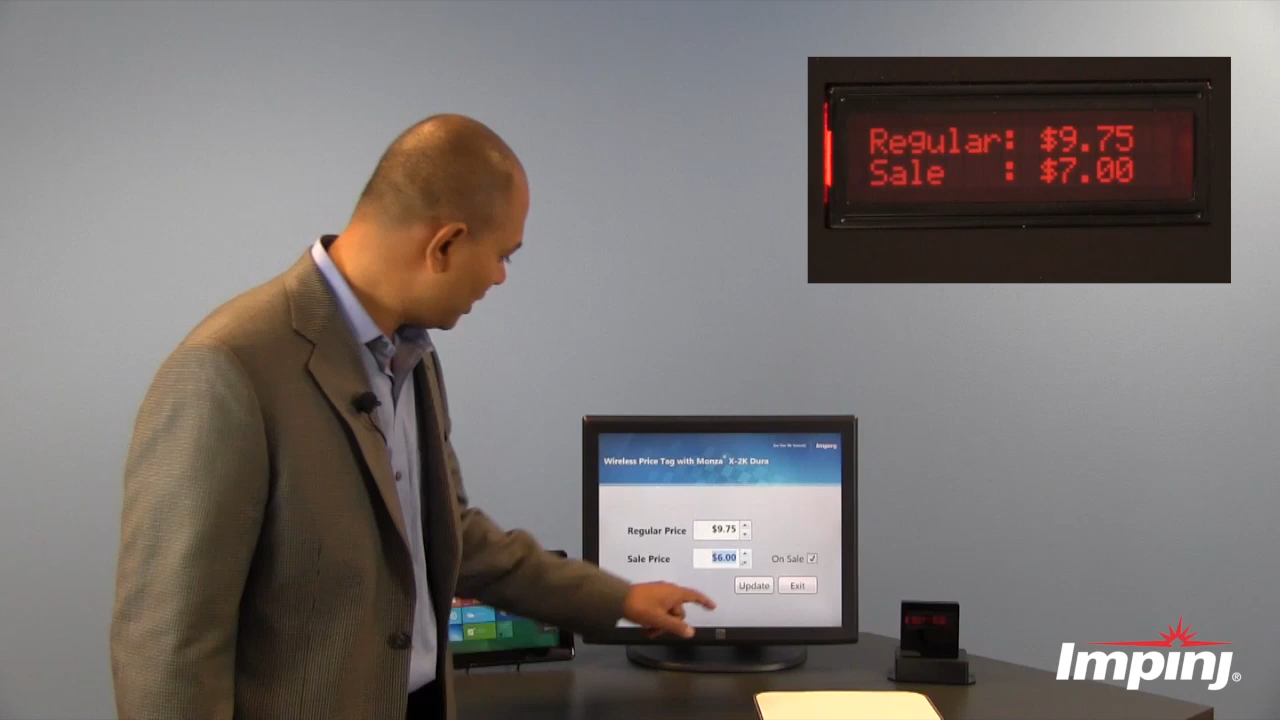 Regular: $9.75
Sale : $7.00
Impinj
Wireless Price Tag with Monza® X-2K Dura
Regular Price $9.75
Sale Price $6.00 On Sale
Update Exit
Impinj®